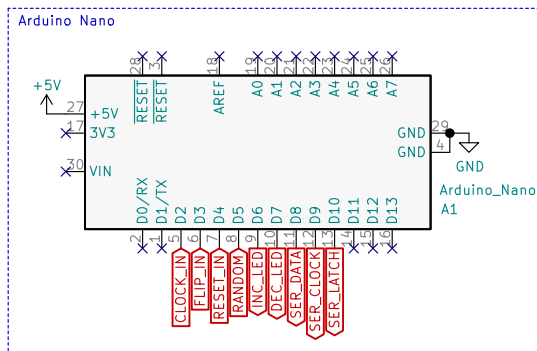 Arduino Nano
28 3 18 19 20 21 22 23 24 25 26
RESET RESET AREF A0 A1 A2 A3 A4 A5 A6 A7
+5V
27 +5V
17 3V3
30 VIN
GND 29
GND 4
GND
Arduino_Nano
A1
D0/RX D1/TX D2 D3 D4 D5 D6 D7 D8 D9 D10 D11 D12 D13
2 1 5 6 7 8 9 10 11 12 13 14 15 16
CLOCK_IN FLIP_IN RESET_IN RANDOM INC_LED DEC_LED SER_DATA SER_CLOCK SER_LATCH